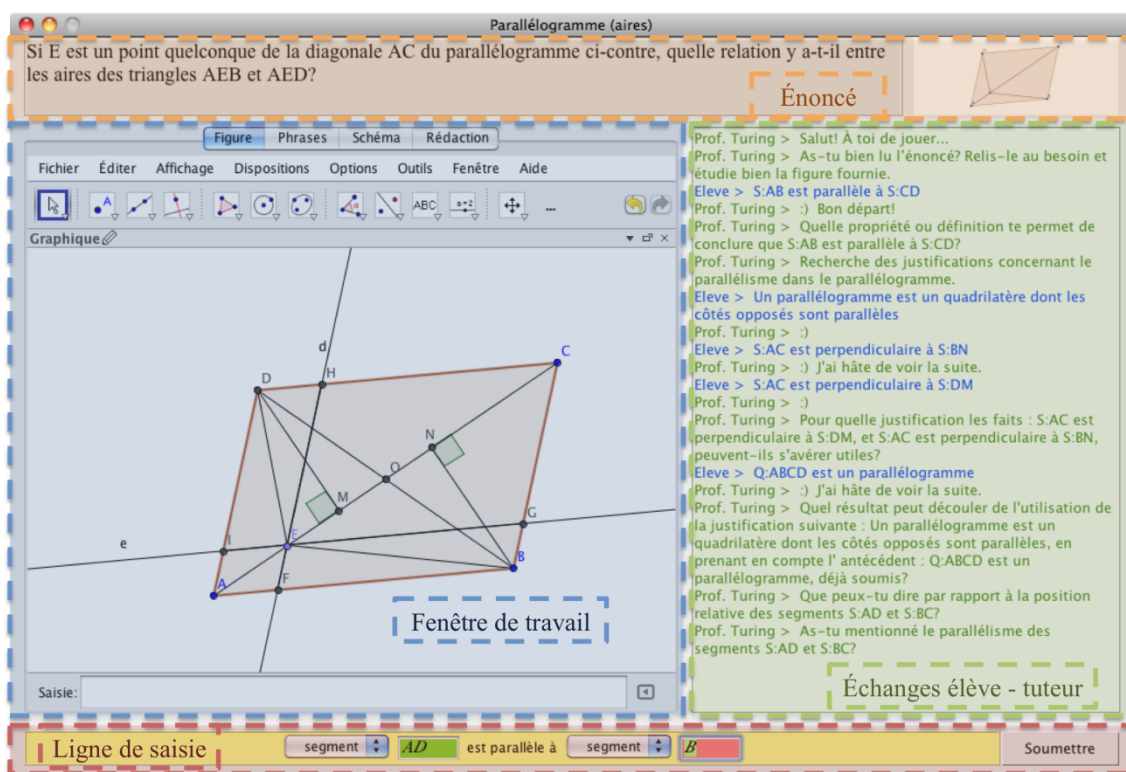 Parallélogramme (aires)
Si E est un point quelconque de la diagonale AC du parallélogramme ci-contre, quelle relation y a-t-il entre
les aires des triangles AEB et AED?
Énoncé
Figure Phrases Schéma Rédaction
Fichier Éditer Affichage Dispositions Options Outils Fenêtre Aide
A ABC a=2 ...
Graphique
d
C
D H
N
O
M
G
e I E
B
A F
Fenêtre de travail
Saisie:
Prof. Turing > Salut! À toi de jouer...
Prof. Turing > As-tu bien lu l'énoncé? Relis-le au besoin et
étudie bien la figure fournie.
Eleve > S:AB est parallèle à S:CD
Prof. Turing > :) Bon départ!
Prof. Turing > Quelle propriété ou définition te permet de
conclure que S:AB est parallèle à S:CD?
Prof. Turing > Recherche des justifications concernant le
parallélisme dans le parallélogramme.
Eleve > Un parallélogramme est un quadrilatère dont les
côtés opposés sont parallèles
Prof. Turing > :)
Eleve > S:AC est perpendiculaire à S:BN
Prof. Turing > :) J'ai hâte de voir la suite.
Eleve > S:AC est perpendiculaire à S:DM
Prof. Turing > :)
Prof. Turing > Pour quelle justification les faits : S:AC est
perpendiculaire à S:DM, et S:AC est perpendiculaire à S:BN,
peuvent-ils s'avérer utiles?
Eleve > Q:ABCD est un parallélogramme
Prof. Turing > :) J'ai hâte de voir la suite.
Prof. Turing > Quel résultat peut découler de l'utilisation de
la justification suivante : Un parallélogramme est un
quadrilatère dont les côtés opposés sont parallèles, en
prenant en compte l' antécédent : Q:ABCD est un
parallélogramme, déjà soumis?
Prof. Turing > Que peux-tu dire par rapport à la position
relative des segments S:AD et S:BC?
Prof. Turing > As-tu mentionné le parallélisme des
segments S:AD et S:BC?
Échanges élève - tuteur
Ligne de saisie segment AD est parallèle à segment B Soumettre